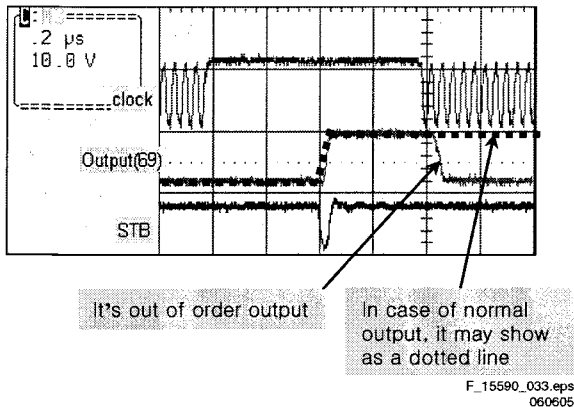 .2 µs
10.0 V
clock
Output(69)
STB
It's out of order output
In case of normal
output, it may show
as a dotted line
F_15590_033.eps
060605